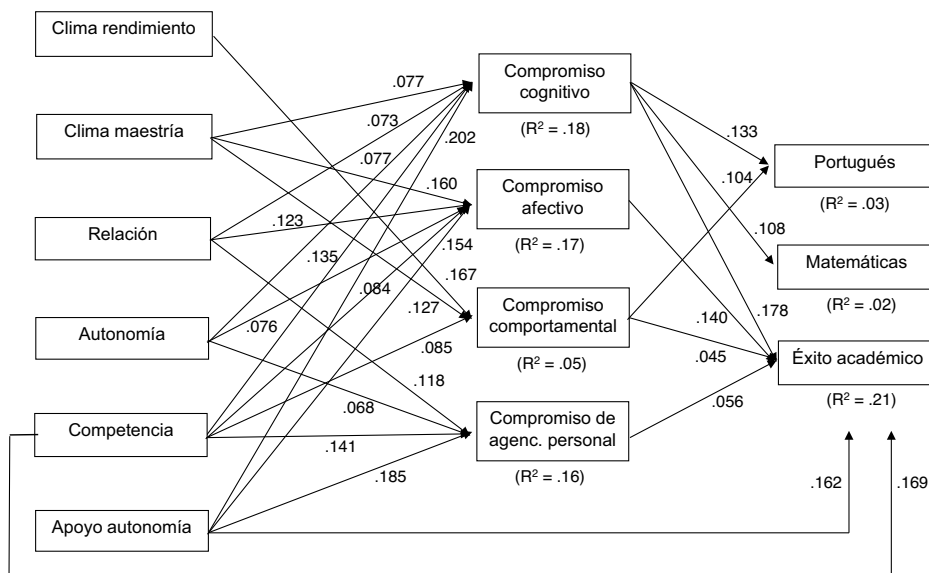 Clima rendimiento
Clima maestría
Relación
Autonomía
Competencia
Apoyo autonomía
.077
.073
.077
.202
.160
.123
.135
.154
.084
.167
.127
.076
.085
.118
.068
.141
.185
Compromiso
cognitivo
(R² = .18)
Compromiso
afectivo
(R² = .17)
Compromiso
comportamental
(R² = .05)
Compromiso de
agenc. personal
(R² = .16)
.133
.104
.108
.178
.140
.045
.056
Portugués
(R² = .03)
Matemáticas
(R² = .02)
Éxito académico
(R² = .21)
.162
.169